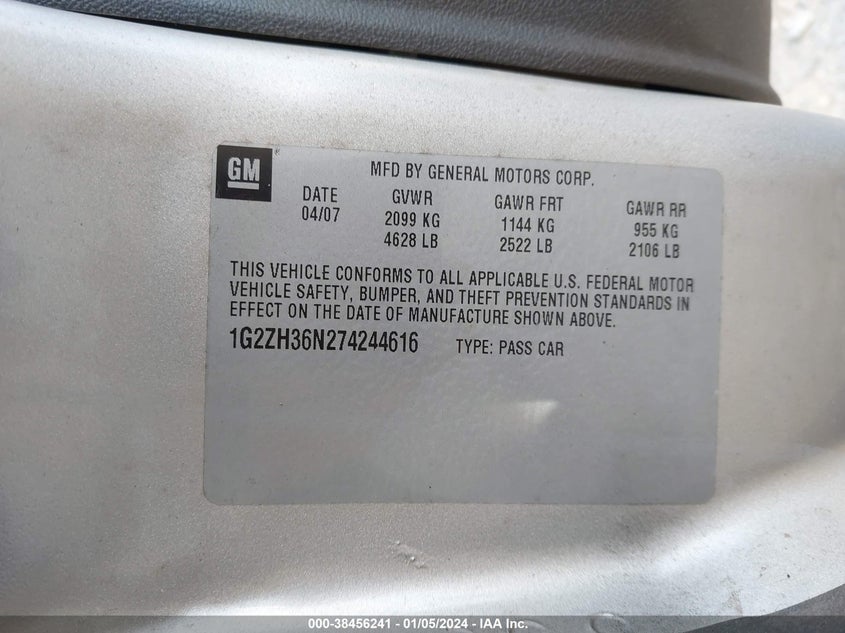 GM
MFD BY GENERAL MOTORS CORP.
DATE GVWR GAWR FRT GAWR RR
04/07 2099 KG 1144 KG 955 KG
4628 LB 2522 LB 2106 LB
THIS VEHICLE CONFORMS TO ALL APPLICABLE U.S. FEDERAL MOTOR
VEHICLE SAFETY, BUMPER, AND THEFT PREVENTION STANDARDS IN
EFFECT ON THE DATE OF MANUFACTURE SHOWN ABOVE.
1G2ZH36N274244616 TYPE: PASS CAR
000-38456241 - 01/05/2024 - IAA Inc.